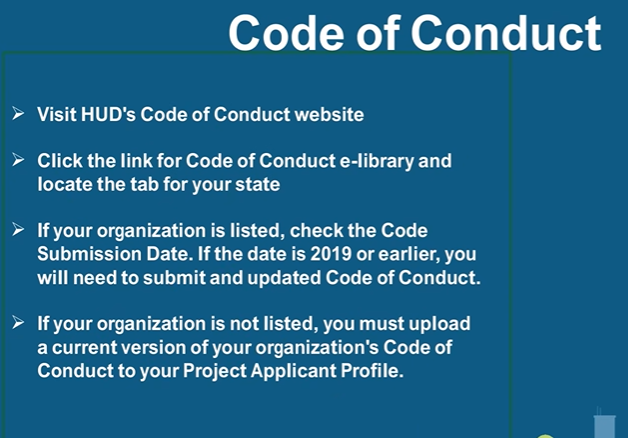 Code of Conduct
➢ Visit HUD's Code of Conduct website
➢ Click the link for Code of Conduct e-library and
locate the tab for your state
➢ If your organization is listed, check the Code
Submission Date. If the date is 2019 or earlier, you
will need to submit and updated Code of Conduct.
➢ If your organization is not listed, you must upload
a current version of your organization's Code of
Conduct to your Project Applicant Profile.